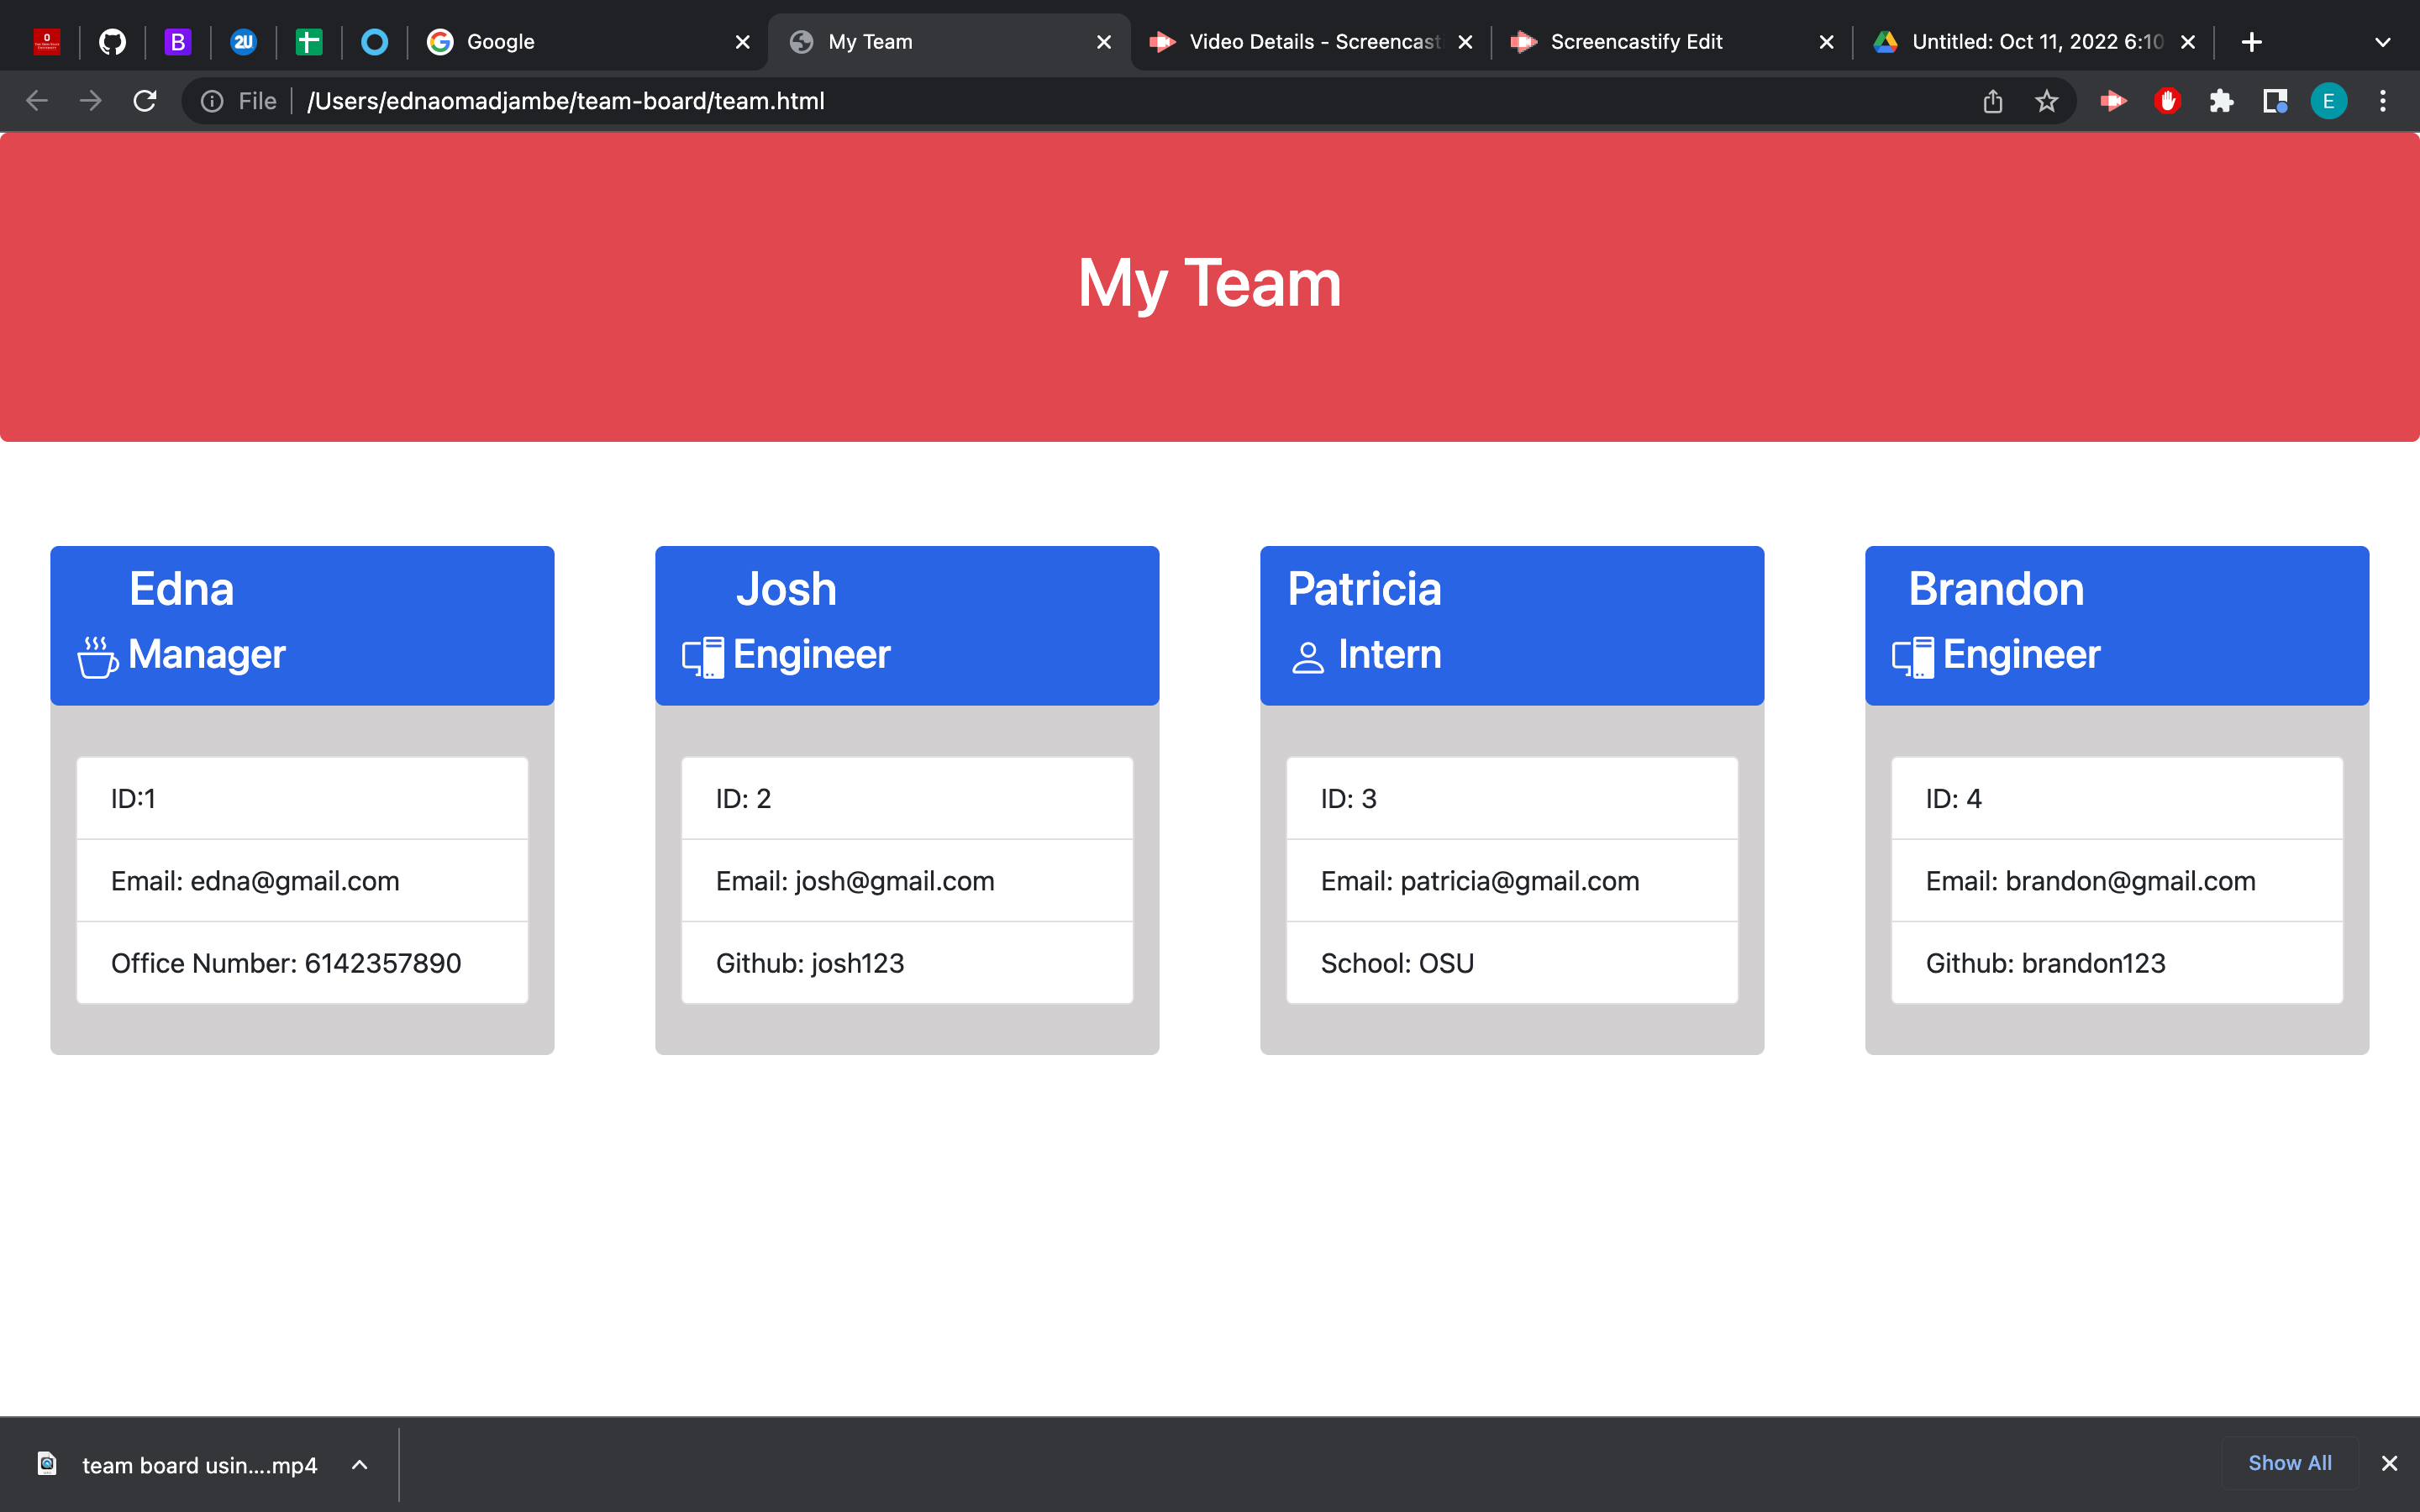 B
2U
Google
My Team
Video Details - Screencast
Screencastify Edit
Untitled: Oct 11, 2022 6:10
File
/Users/ednaomadjambe/team-board/team.html
E
My Team
Edna
Manager
ID:1
Email: edna@gmail.com
Office Number: 6142357890
Josh
Engineer
ID: 2
Email: josh@gmail.com
Github: josh123
Patricia
Intern
ID: 3
Email: patricia@gmail.com
School: OSU
Brandon
Engineer
ID: 4
Email: brandon@gmail.com
Github: brandon123
team board usin....mp4
Show All